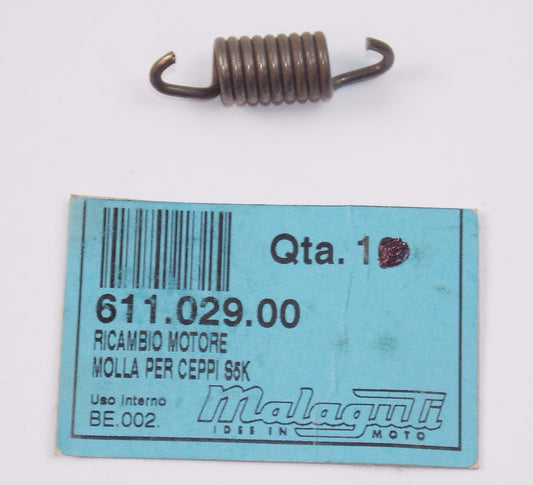 Qta. 1
611.029.00
RICAMBIO MOTORE
MOLLA PER CEPPI S5K
Uso interno
BE.002.
Malaguti
IDEE IN MOTO